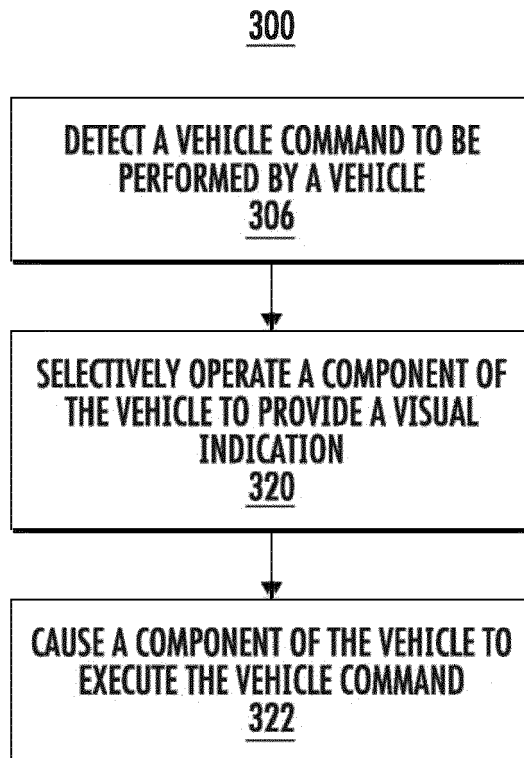 300
DETECT A VEHICLE COMMAND TO BE
PERFORMED BY A VEHICLE
306
SELECTIVELY OPERATE A COMPONENT OF
THE VEHICLE TO PROVIDE A VISUAL
INDICATION
320
CAUSE A COMPONENT OF THE VEHICLE TO
EXECUTE THE VEHICLE COMMAND
322